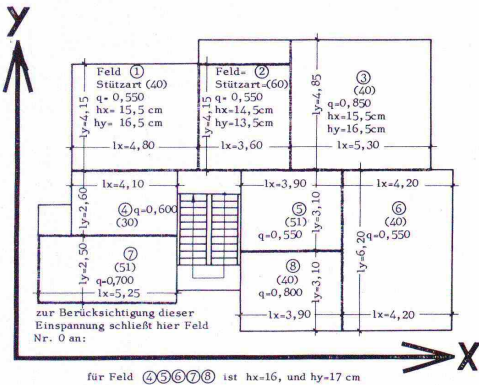 Y
Feld ①
Stützart (40)
q= 0,550
hx= 15,5 cm
hy= 16,5 cm
ly=4,15
lx=4,80
Feld= ②
Stützart=(60)
q= 0,550
hx=14,5 cm
hy=13,5cm
ly=4,15
lx=3,60
③
(40)
q=0,850
hx=15,5cm
hy=16,5cm
ly=4,85
lx=5,30
lx=4,10
ly=2,60
④ q=0,600
(30)
lx=3,90
⑤
(51)
q=0,550
ly=3,10
lx=4,20
⑥
(40)
q=0,550
ly=6,20
lx=4,20
⑦
(51)
q=0,700
ly=2,50
lx=5,25
⑧
(40)
q=0,800
ly=3,10
lx=3,90
zur Berücksichtigung dieser
Einspannung schließt hier Feld
Nr. 0 an:
X
für Feld ④⑤⑥⑦⑧ ist hx=16, und hy=17 cm